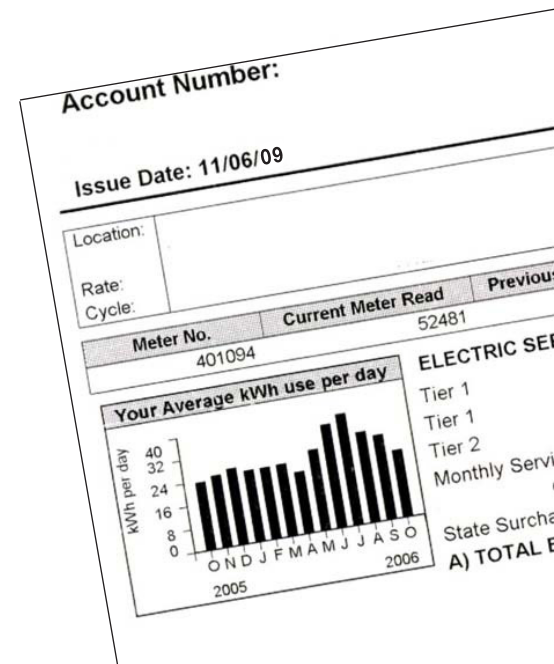 Account Number:
Issue Date: 11/06/09
Location:
Rate:
Cycle:
Meter No. Current Meter Read Previous
401094 52481
Your Average kWh use per day
kWh per day
40
32
24
16
8
0
O N D J F M A M J J A S O
2005 2006
ELECTRIC SE
Tier 1
Tier 1
Tier 2
Monthly Servi
State Surcha
A) TOTAL E